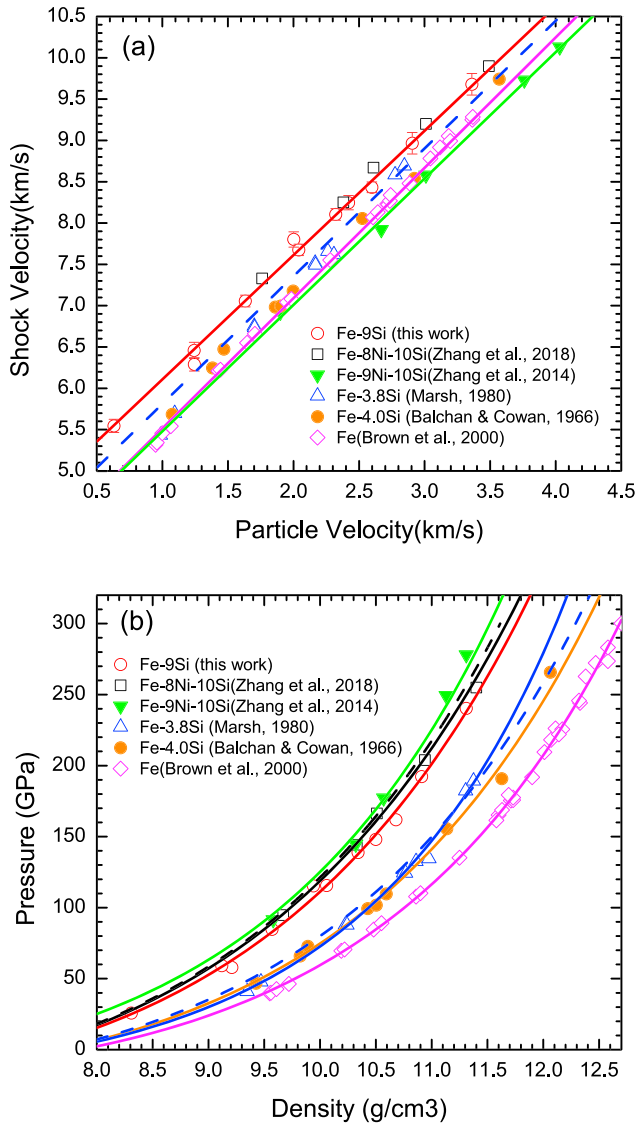 (a)
10.5
10.0
9.5
9.0
8.5
8.0
7.5
7.0
6.5
6.0
5.5
5.0
Shock Velocity(km/s)
Fe-9Si (this work)
Fe-8Ni-10Si(Zhang et al., 2018)
Fe-9Ni-10Si(Zhang et al., 2014)
Fe-3.8Si (Marsh, 1980)
Fe-4.0Si (Balchan & Cowan, 1966)
Fe(Brown et al., 2000)
0.5 1.0 1.5 2.0 2.5 3.0 3.5 4.0 4.5
Particle Velocity(km/s)
(b)
300
250
200
150
100
50
0
Pressure (GPa)
Fe-9Si (this work)
Fe-8Ni-10Si(Zhang et al., 2018)
Fe-9Ni-10Si(Zhang et al., 2014)
Fe-3.8Si (Marsh, 1980)
Fe-4.0Si (Balchan & Cowan, 1966)
Fe(Brown et al., 2000)
8.0 8.5 9.0 9.5 10.0 10.5 11.0 11.5 12.0 12.5
Density (g/cm3)